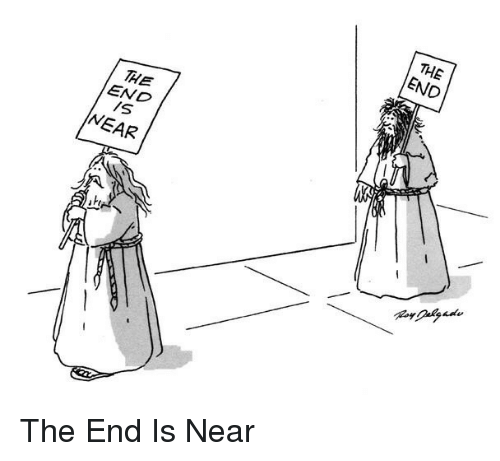 THE
END
IS
NEAR
THE
END
Roy Delgado
The End Is Near